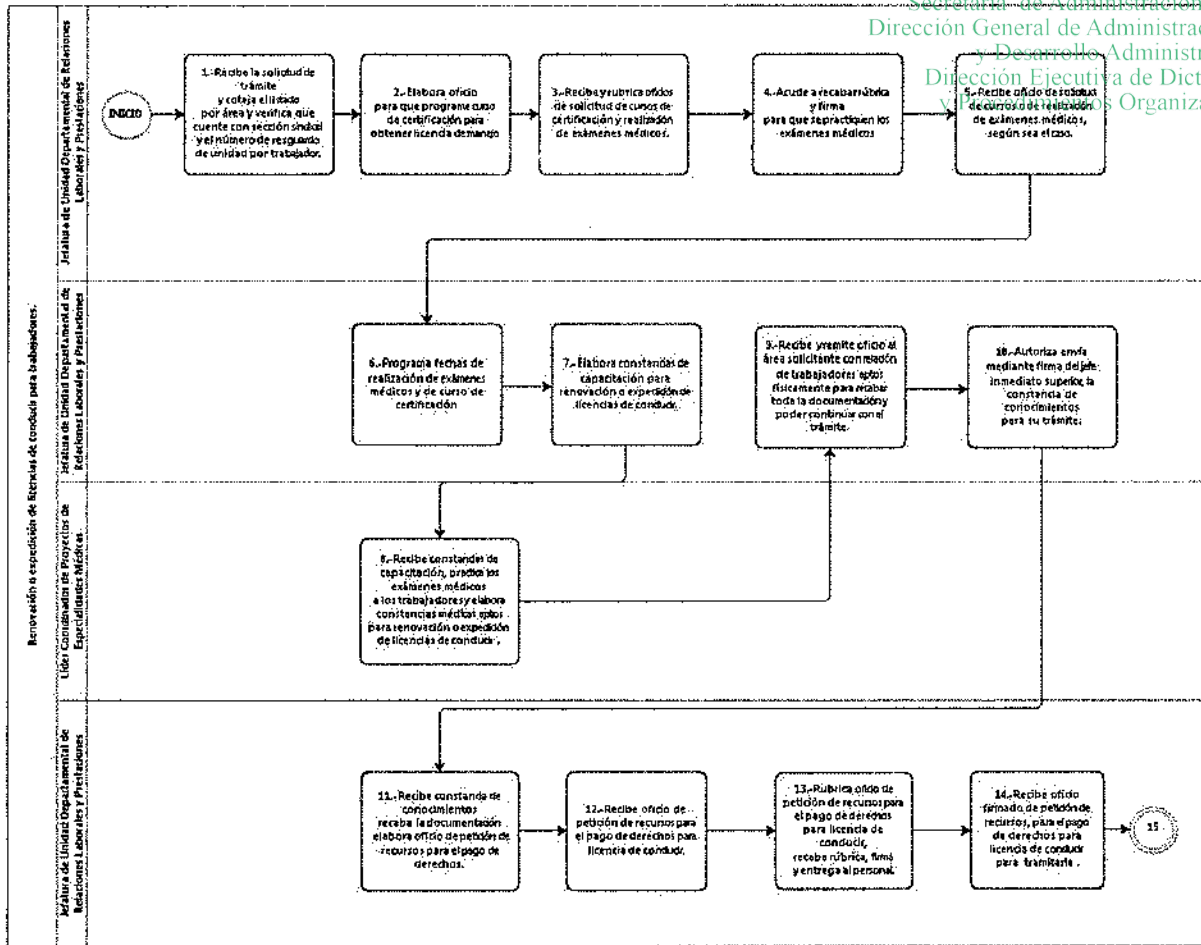 Secretaría de Administración
Dirección General de Administrac
y Desarrollo Administr
Dirección Ejecutiva de Dict
y Procedimientos Organiza
Renovación o expedición de licencias de conducir para trabajadores.
Jefatura de Unidad Departamental de Relaciones
Laborales y Prestaciones
INICIO
1.-Recibe la solicitud de
trámite
y coteja el listado
por área y verifica que
cuente con sección sindical
y el número de resguardo
de unidad por trabajador.
2.-Elabora oficio
para que programe curso
de certificación para
obtener licencia de manejo
3.-Recibe y rubrica oficios
de solicitud de cursos de
certificación y realización
de exámenes médicos.
4.-Acude a recabar rúbrica
y firma
para que se practiquen los
exámenes médicos
5.-Recibe oficio de solicitud
de cursos o de realización
de exámenes médicos,
según sea el caso.
Jefatura de Unidad Departamental de
Relaciones Laborales y Prestaciones
6.-Programa fechas de
realización de exámenes
médicos y de curso de
certificación
7.-Elabora constancias de
capacitación para
renovación o expedición de
licencias de conducir.
9.-Recibe y remite oficio al
área solicitante con relación
de trabajadores aptos
físicamente para recabar
toda la documentación y
poder continuar con el
trámite.
10.-Autoriza envía
mediante firma del jefe
inmediato superior, la
constancia de
conocimientos
para su trámite.
Líder Coordinador de Proyectos de
Especialidades Médicas.
8.-Recibe constancias de
capacitación, practica los
exámenes médicos
a los trabajadores y elabora
constancias médicas aptos
para renovación o expedición
de licencias de conducir.
Jefatura de Unidad Departamental de
Relaciones Laborales y Prestaciones
11.-Recibe constancia de
conocimientos
recaba la documentación
elabora oficio de petición de
recursos para el pago de
derechos.
12.-Recibe oficio de
petición de recursos para
el pago de derechos para
licencia de conducir.
13.-Rubrica oficio de
petición de recursos para
el pago de derechos
para licencia de
conducir,
recaba rúbrica, firma
y entrega al personal.
14.-Recibe oficio
firmado de petición de
recursos, para el pago
de derechos para
licencia de conducir
para tramitarla.
15